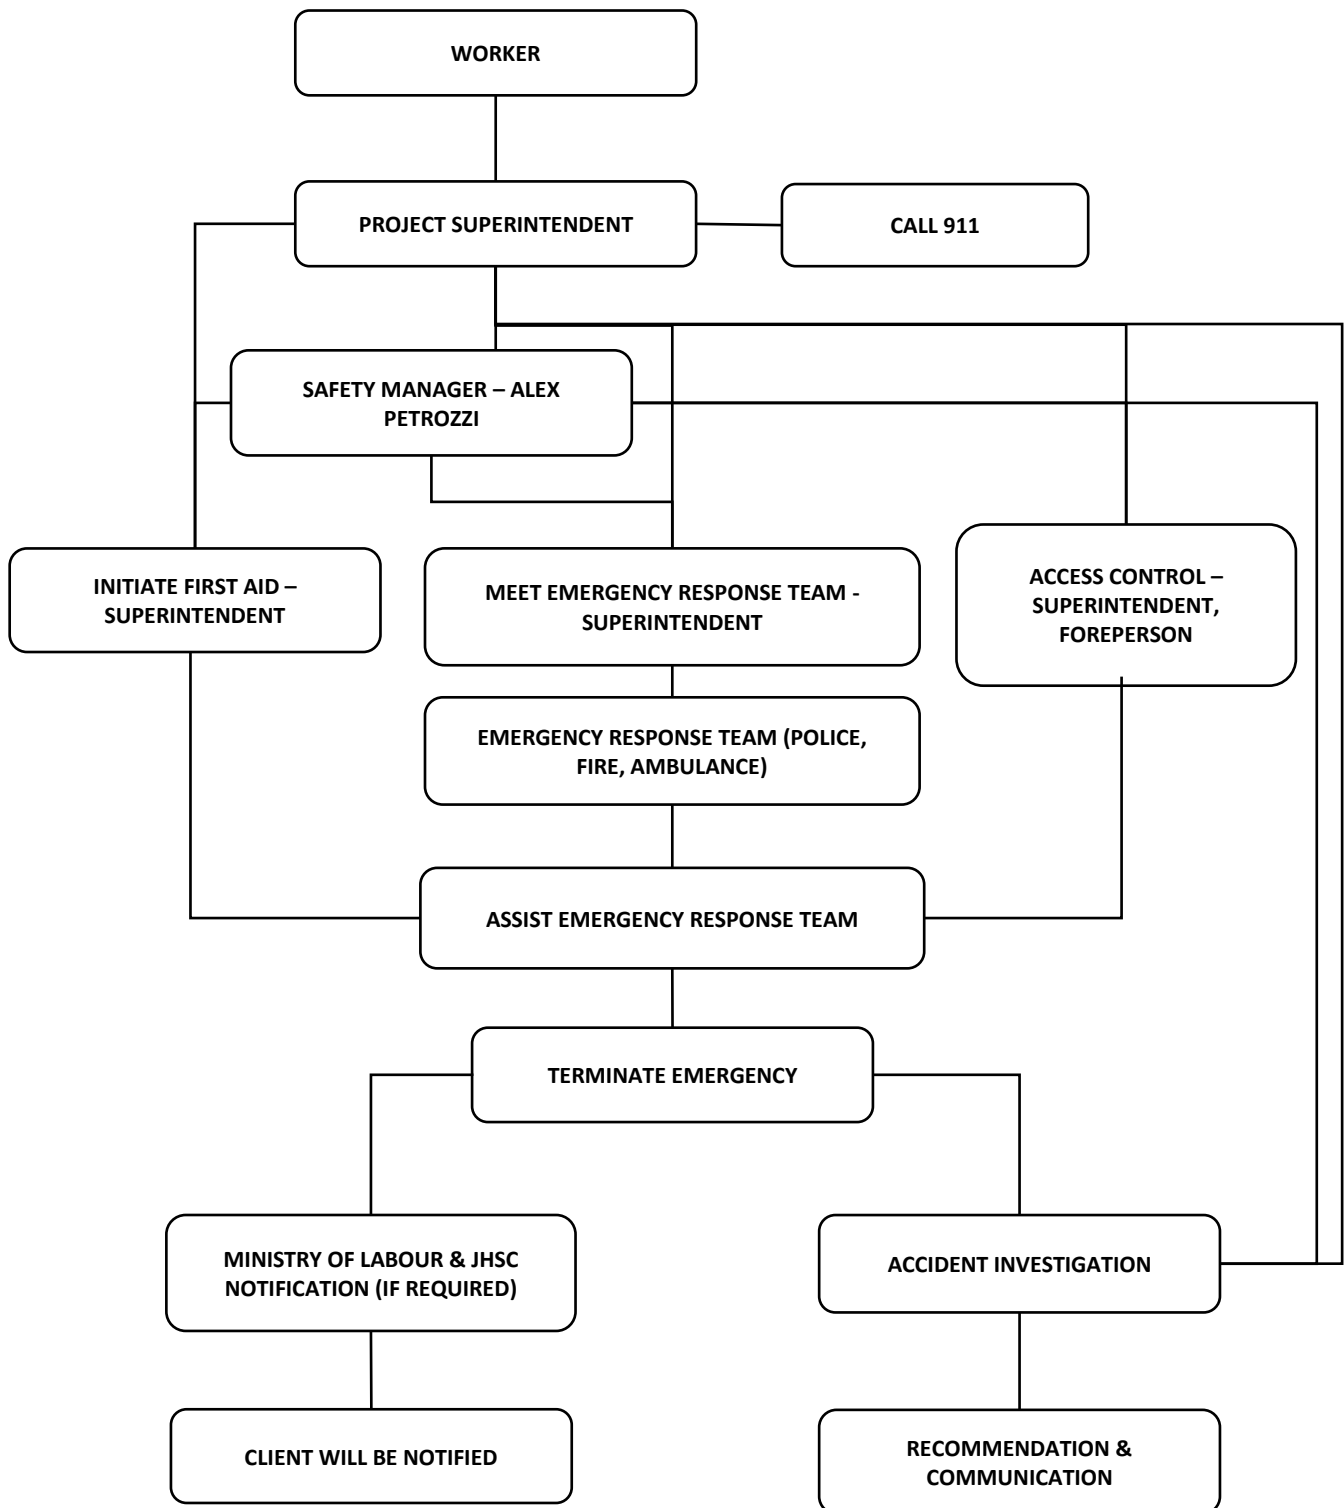 WORKER
PROJECT SUPERINTENDENT
CALL 911
SAFETY MANAGER – ALEX
PETROZZI
INITIATE FIRST AID –
SUPERINTENDENT
MEET EMERGENCY RESPONSE TEAM -
SUPERINTENDENT
ACCESS CONTROL –
SUPERINTENDENT,
FOREPERSON
EMERGENCY RESPONSE TEAM (POLICE,
FIRE, AMBULANCE)
ASSIST EMERGENCY RESPONSE TEAM
TERMINATE EMERGENCY
MINISTRY OF LABOUR & JHSC
NOTIFICATION (IF REQUIRED)
ACCIDENT INVESTIGATION
CLIENT WILL BE NOTIFIED
RECOMMENDATION &
COMMUNICATION